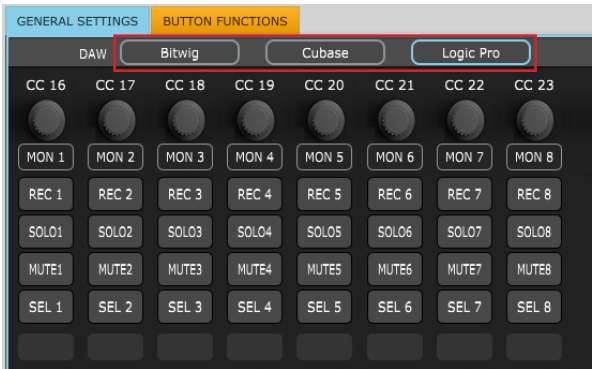 GENERAL SETTINGS BUTTON FUNCTIONS
DAW Bitwig Cubase Logic Pro
CC 16 CC 17 CC 18 CC 19 CC 20 CC 21 CC 22 CC 23
MON 1 MON 2 MON 3 MON 4 MON 5 MON 6 MON 7 MON 8
REC 1 REC 2 REC 3 REC 4 REC 5 REC 6 REC 7 REC 8
SOLO1 SOLO2 SOLO3 SOLO4 SOLO5 SOLO6 SOLO7 SOLO8
MUTE1 MUTE2 MUTE3 MUTE4 MUTE5 MUTE6 MUTE7 MUTE8
SEL 1 SEL 2 SEL 3 SEL 4 SEL 5 SEL 6 SEL 7 SEL 8